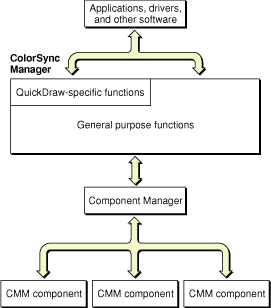 Applications, drivers,
and other software
ColorSync
Manager
QuickDraw-specific functions
General purpose functions
Component Manager
CMM component
CMM component
CMM component